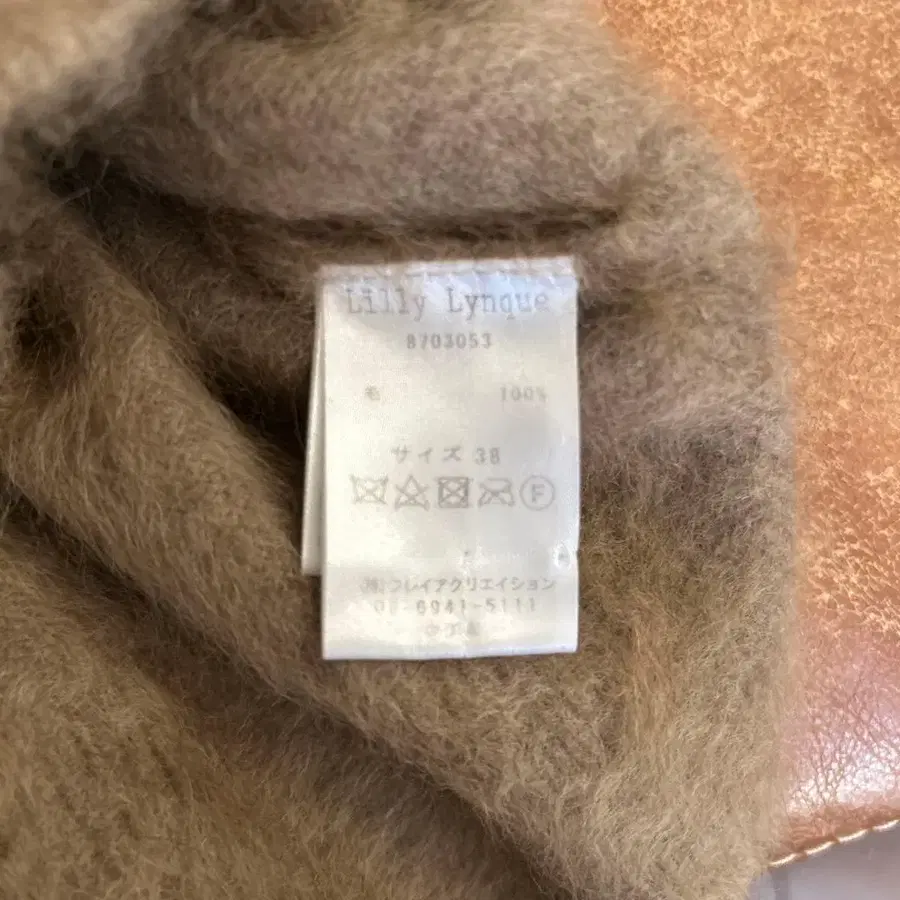 Lilly Lynque
8703053
毛 100%
サイズ 38
F
(株)フレイアクリエイション
6941-5111